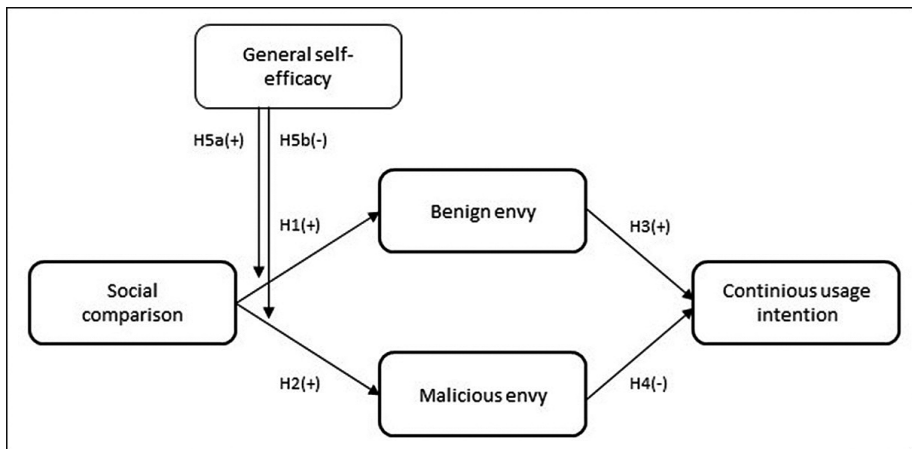 General self-
efficacy
H5a(+)
H5b(-)
H1(+)
Benign envy
H3(+)
Social
comparison
Continious usage
intention
H2(+)
Malicious envy
H4(-)